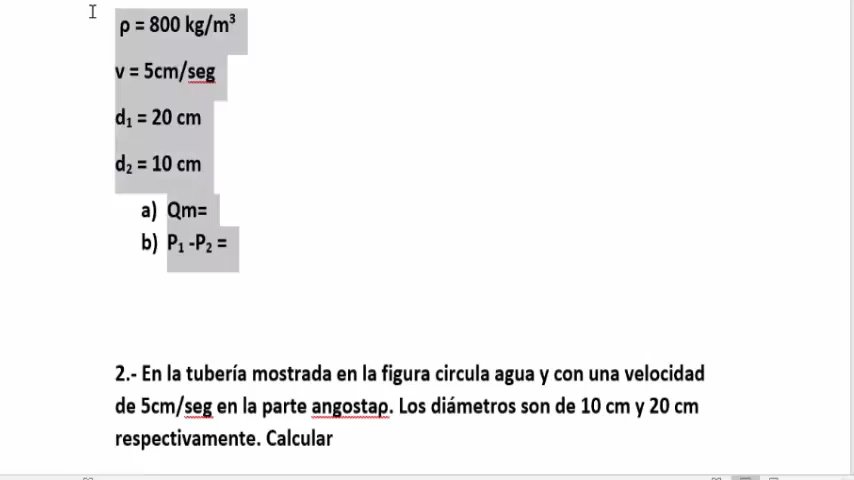 ρ = 800 kg/m³
v = 5cm/seg
d₁ = 20 cm
d₂ = 10 cm
a) Qm=
b) P₁ -P₂ =
2.- En la tubería mostrada en la figura circula agua y con una velocidad
de 5cm/seg en la parte angostap. Los diámetros son de 10 cm y 20 cm
respectivamente. Calcular